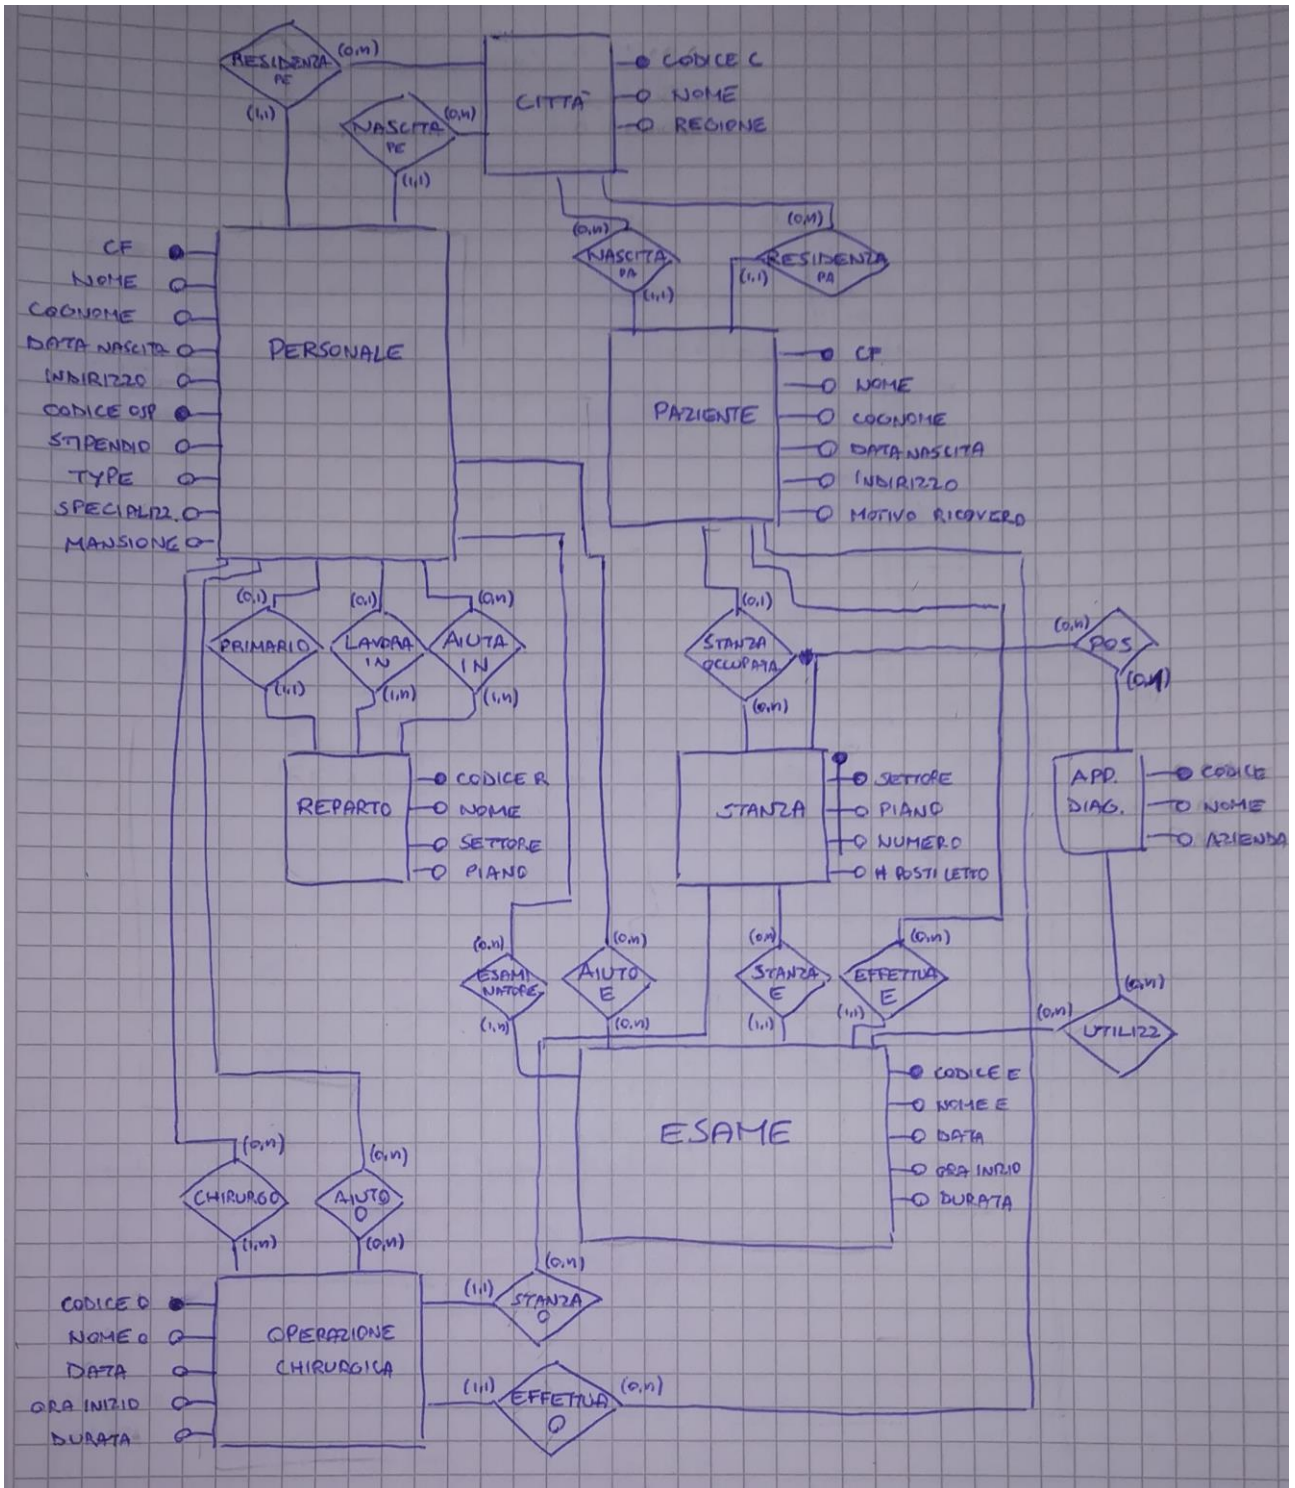 RESIDENZA
PE
(0,n)
(1,1)
CITTÀ
CODICE C
NOME
REGIONE
NASCITA
PE
(0,n)
(1,1)
(0,n)
NASCITA
PA
(1,1)
(0,n)
RESIDENZA
PA
(1,1)
CF
NOME
COGNOME
DATA NASCITA
INDIRIZZO
CODICE OSP
STIPENDIO
TYPE
SPECIALIZZ.
MANSIONE
PERSONALE
PAZIENTE
CF
NOME
COGNOME
DATA NASCITA
INDIRIZZO
MOTIVO RICOVERO
(0,1)
PRIMARIO
(1,1)
(0,1)
LAVORA
IN
(1,n)
(0,n)
AIUTA
IN
(1,n)
(0,1)
STANZA
OCCUPATA
(0,n)
(0,n)
POS
REPARTO
CODICE R
NOME
SETTORE
PIANO
STANZA
SETTORE
PIANO
NUMERO
# POSTI LETTO
APP.
DIAG.
CODICE
NOME
AZIENDA
(0,n)
ESAMI
NATORE
(1,n)
(0,n)
AIUTO
E
(0,n)
(0,n)
STANZA
E
(1,1)
(0,n)
EFFETTUA
E
(1,1)
(0,n)
UTILIZZ
(0,n)
ESAME
CODICE E
NOME E
DATA
ORA INIZIO
DURATA
(0,n)
CHIRURGO
(1,n)
(0,n)
AIUTO
O
(0,n)
CODICE O
NOME O
DATA
ORA INIZIO
DURATA
OPERAZIONE
CHIRURGICA
(0,n)
(1,1)
STANZA
O
(1,1)
EFFETTUA
O
(0,n)